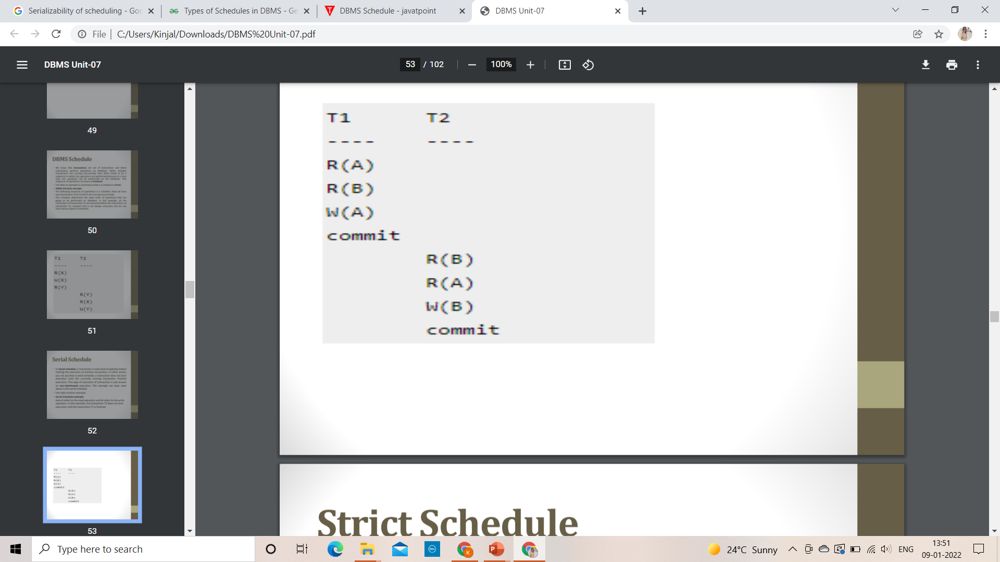 Serializability of scheduling - Goo
Types of Schedules in DBMS - Ge
DBMS Schedule - javatpoint
DBMS Unit-07
File
C:/Users/Kinjal/Downloads/DBMS%20Unit-07.pdf
DBMS Unit-07
53 / 102
100%
49
DBMS Schedule
50
T1 T2
---- ----
R(X)
W(X)
R(Y)
R(Y)
R(X)
W(Y)
51
Serial Schedule
52
T1 T2
---- ----
R(A)
R(B)
W(A)
commit
R(B)
R(A)
W(B)
commit
53
T1 T2
---- ----
R(A)
R(B)
W(A)
commit
R(B)
R(A)
W(B)
commit
Strict Schedule
Type here to search
24°C Sunny
ENG
13:51
09-01-2022